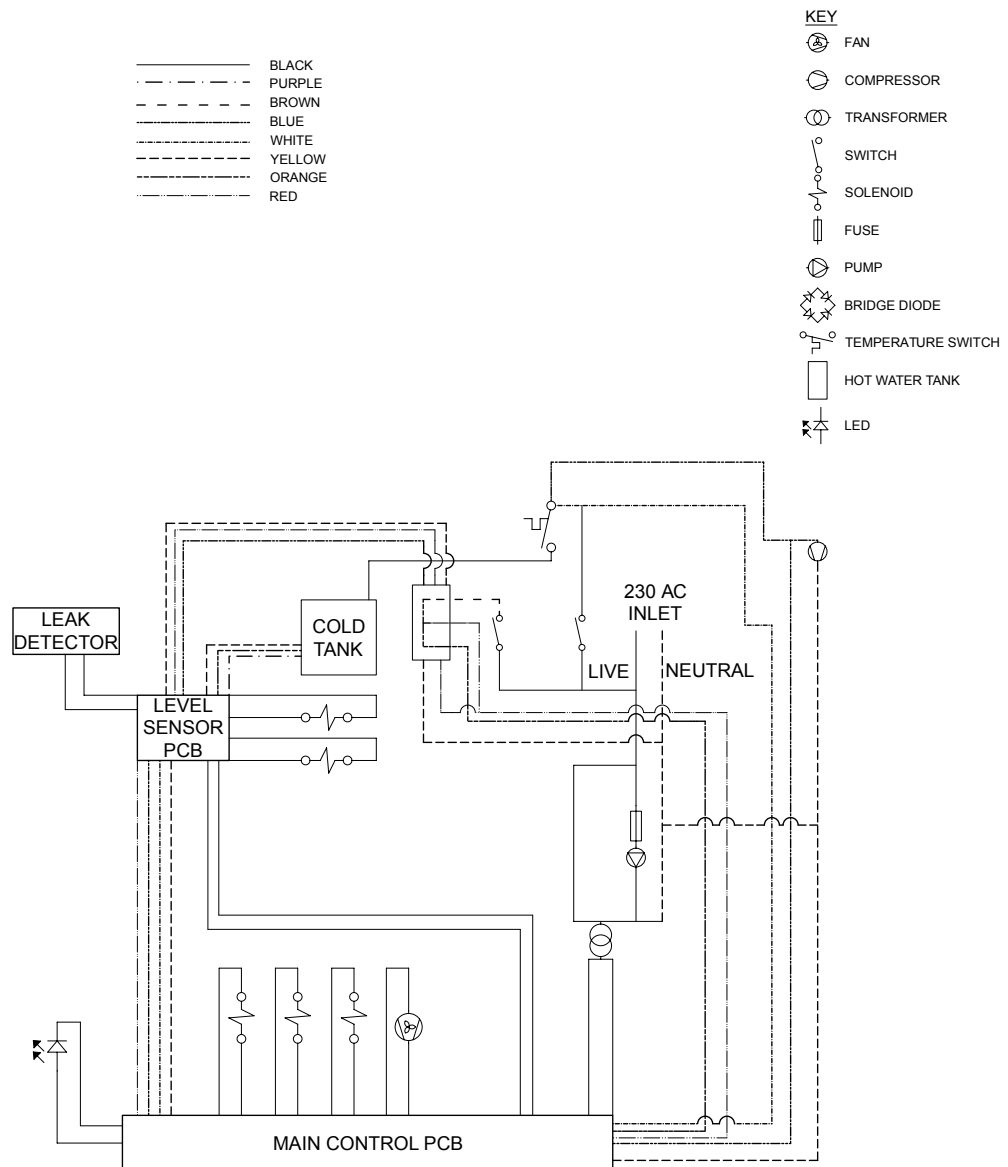 KEY
FAN
COMPRESSOR
TRANSFORMER
SWITCH
SOLENOID
FUSE
PUMP
BRIDGE DIODE
TEMPERATURE SWITCH
HOT WATER TANK
LED
BLACK
PURPLE
BROWN
BLUE
WHITE
YELLOW
ORANGE
RED
230 AC
INLET
LEAK
DETECTOR
COLD
TANK
LIVE
NEUTRAL
LEVEL
SENSOR
PCB
MAIN CONTROL PCB